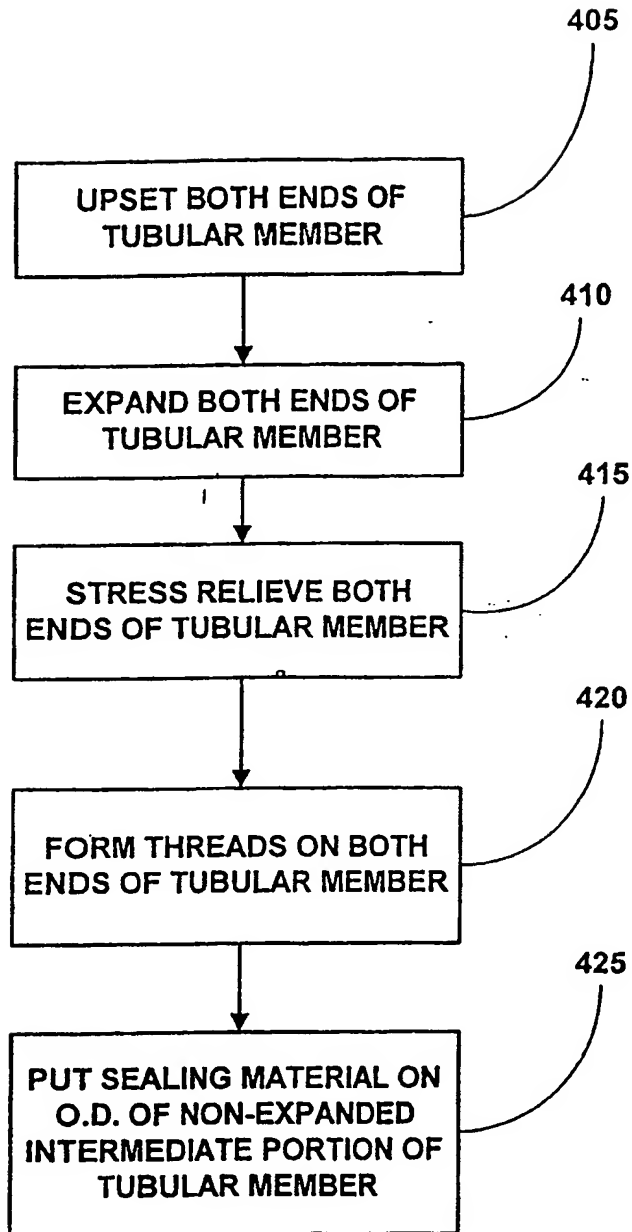 405
UPSET BOTH ENDS OF
TUBULAR MEMBER
410
EXPAND BOTH ENDS OF
TUBULAR MEMBER
415
STRESS RELIEVE BOTH
ENDS OF TUBULAR MEMBER
420
FORM THREADS ON BOTH
ENDS OF TUBULAR MEMBER
425
PUT SEALING MATERIAL ON
O.D. OF NON-EXPANDED
INTERMEDIATE PORTION OF
TUBULAR MEMBER